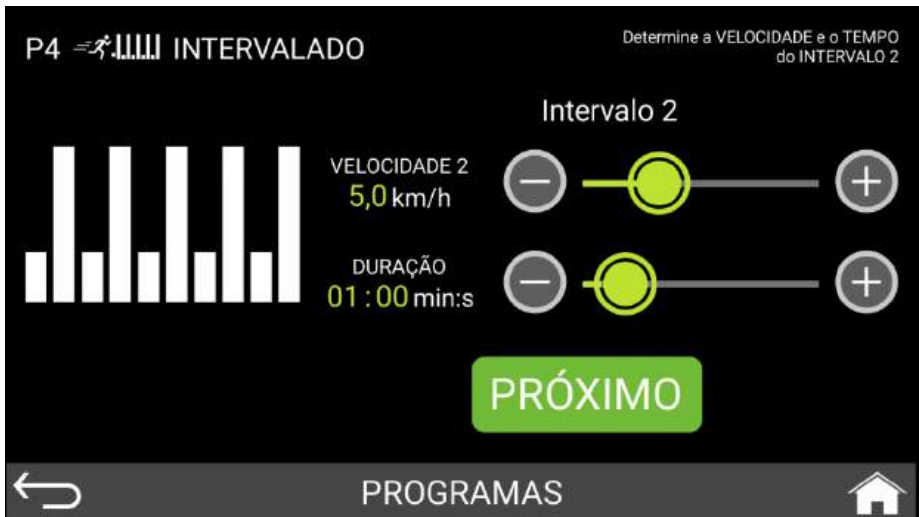 P4 INTERVALADO
Determine a VELOCIDADE e o TEMPO
do INTERVALO 2
Intervalo 2
VELOCIDADE 2
5,0 km/h
DURAÇÃO
01:00 min:s
PRÓXIMO
PROGRAMAS